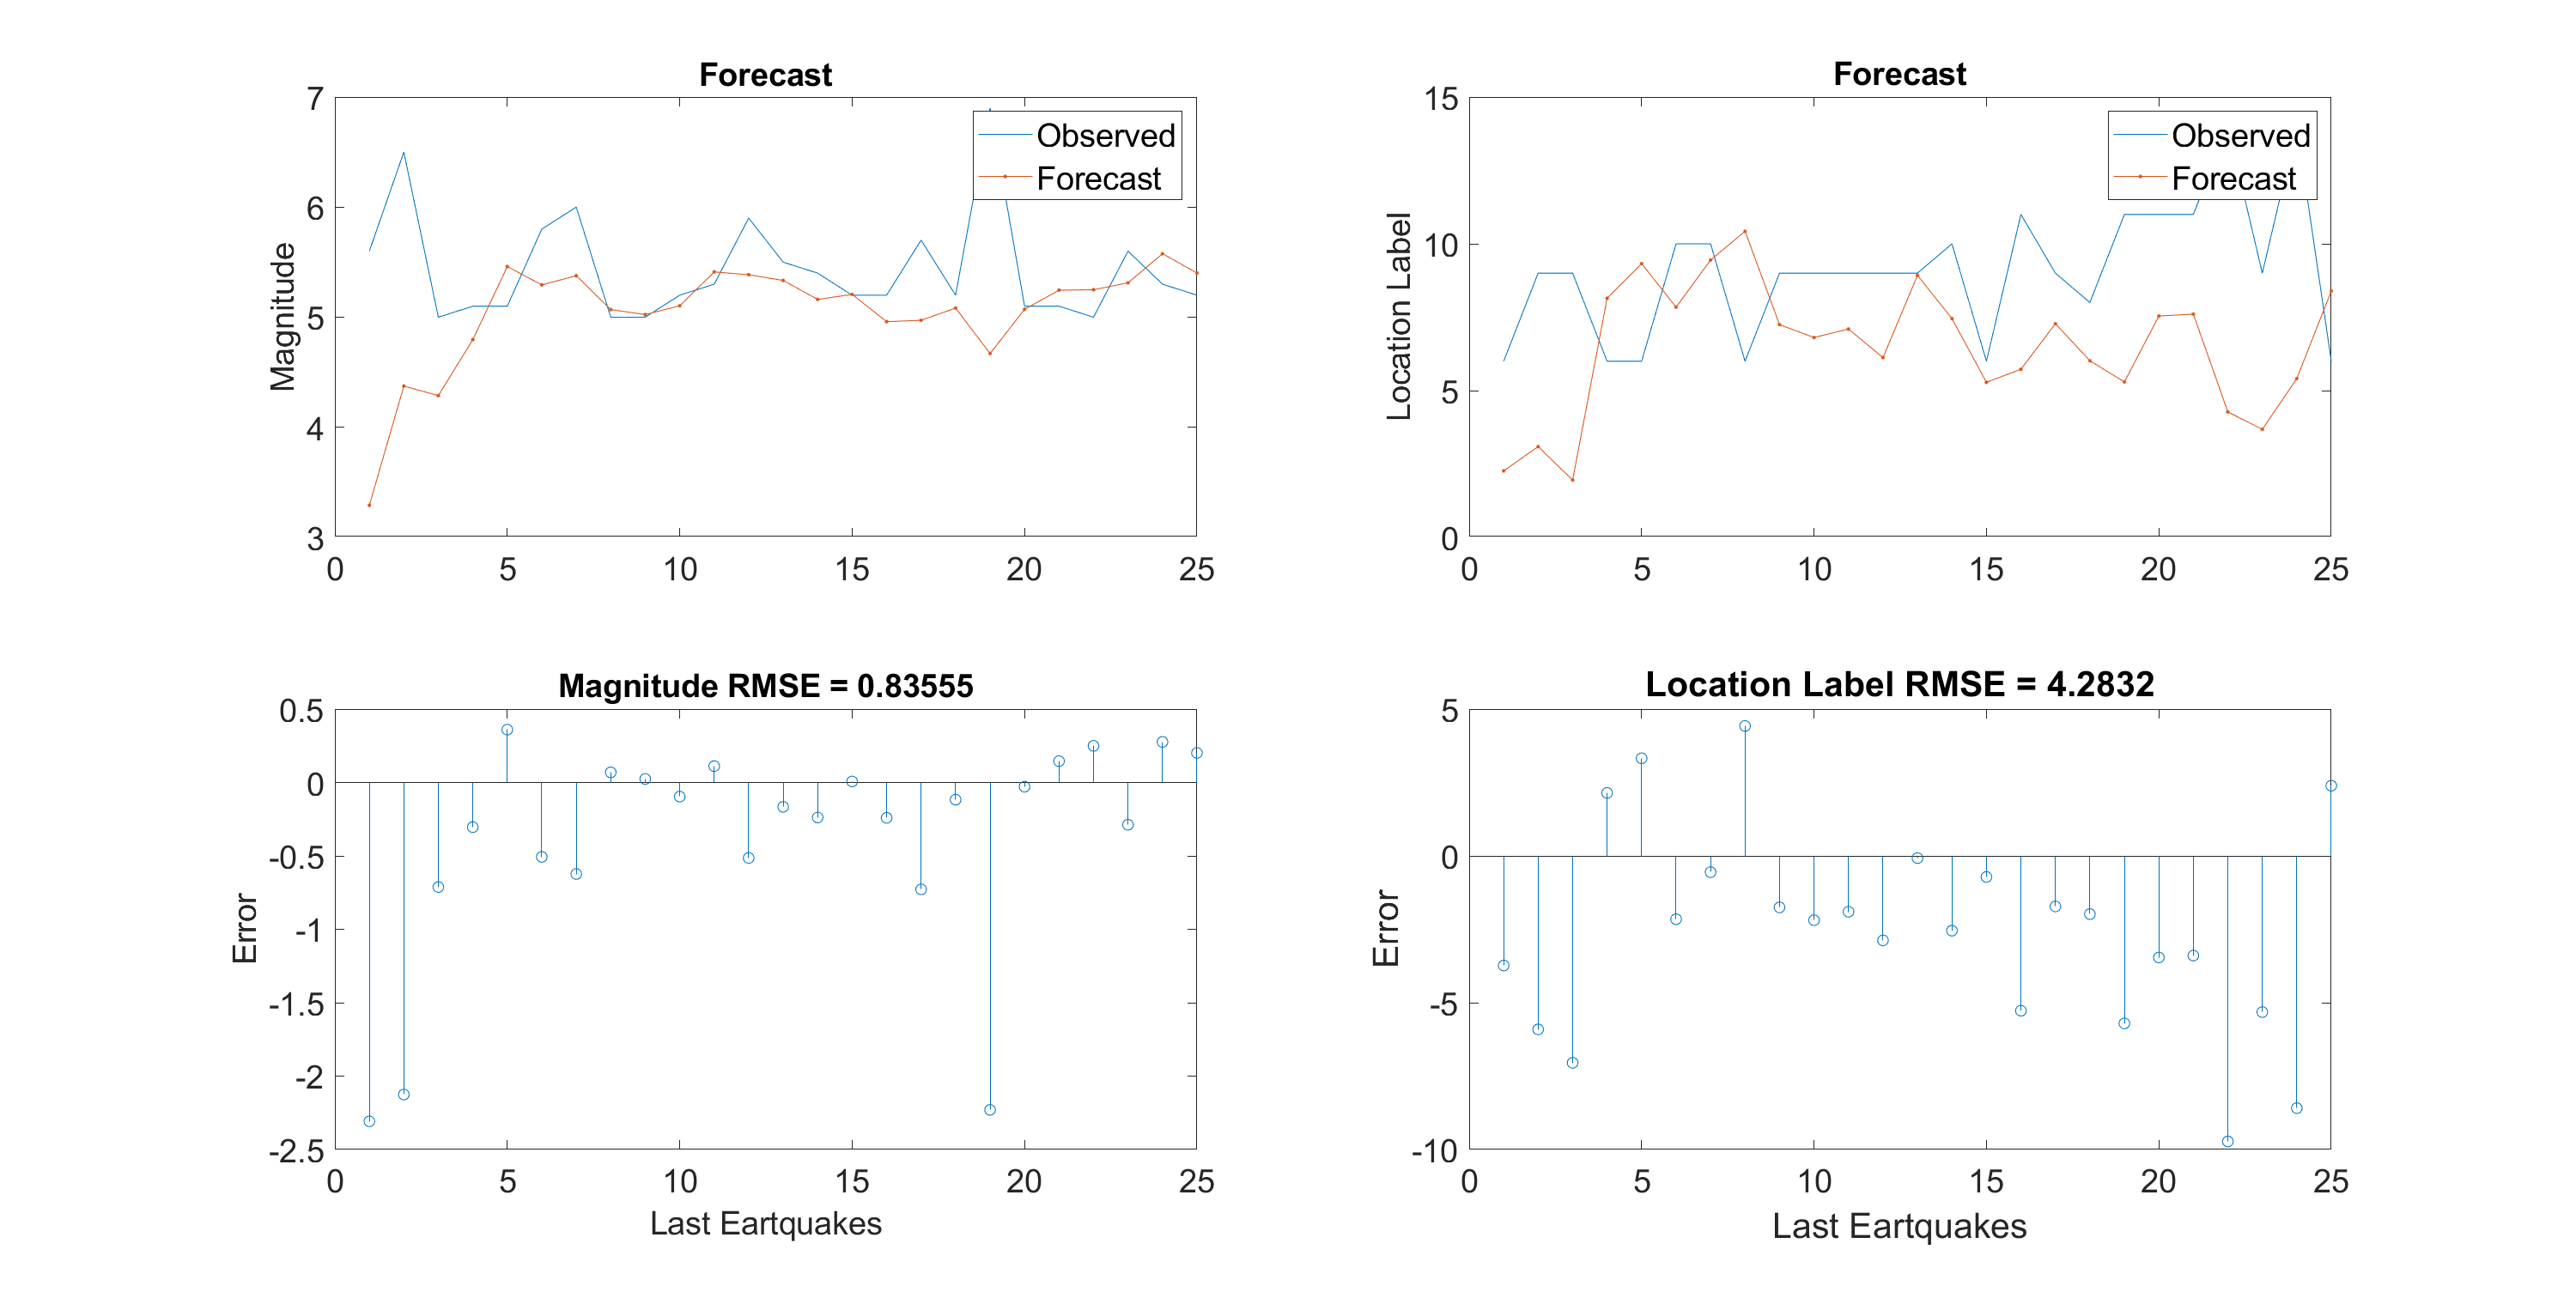 Forecast
7
6
5
4
3
Magnitude
Observed
Forecast
0 5 10 15 20 25
Forecast
15
10
5
0
Location Label
Observed
Forecast
0 5 10 15 20 25
Magnitude RMSE = 0.83555
0.5
0
-0.5
-1
-1.5
-2
-2.5
Error
0 5 10 15 20 25
Last Eartquakes
Location Label RMSE = 4.2832
5
0
-5
-10
Error
0 5 10 15 20 25
Last Eartquakes